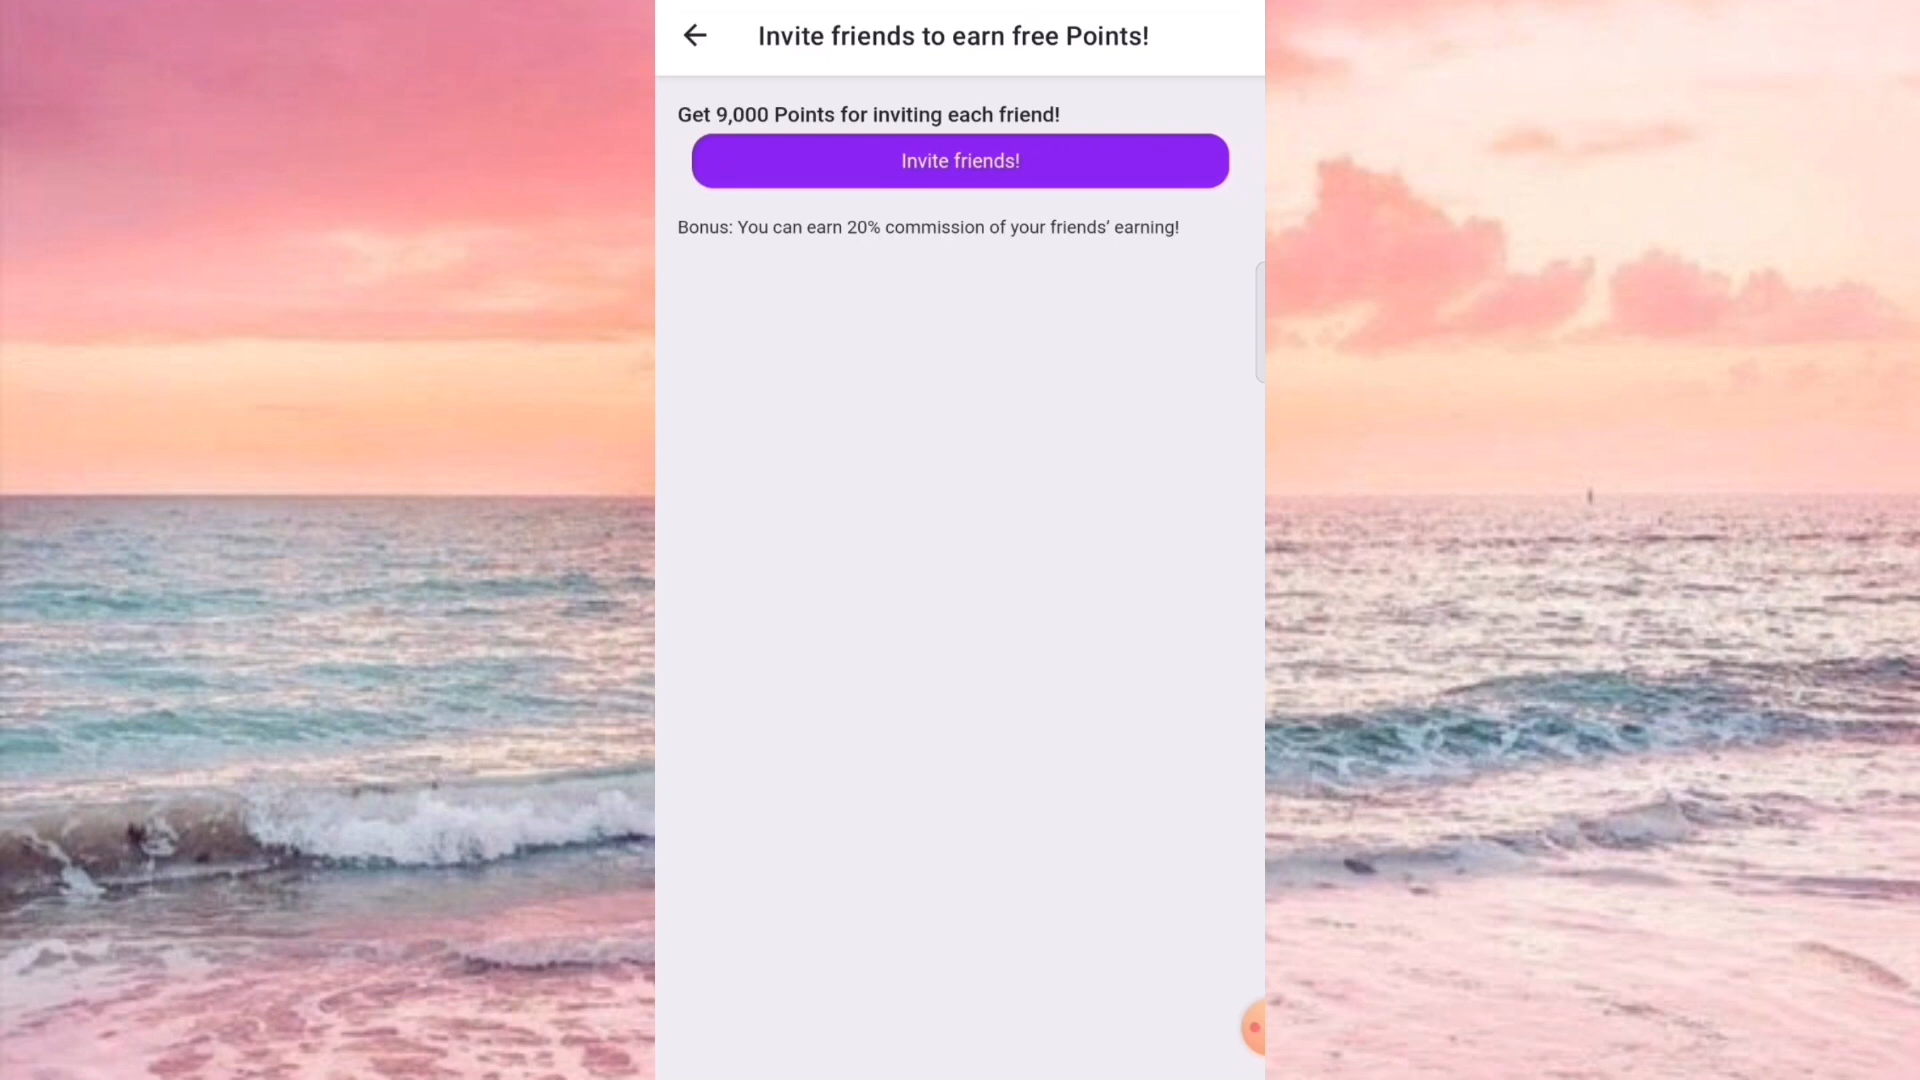 Invite friends to earn free Points!
Get 9,000 Points for inviting each friend!
Invite friends!
Bonus: You can earn 20% commission of your friends’ earning!